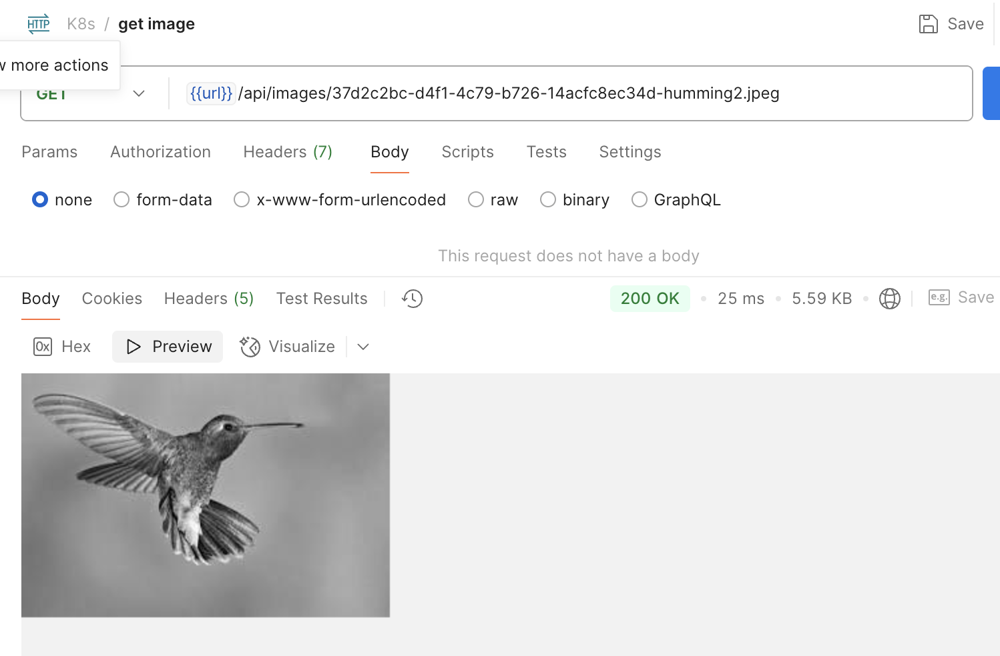 HTTP K8s / get image Save
more actions
GET {{url}}/api/images/37d2c2bc-d4f1-4c79-b726-14acfc8ec34d-humming2.jpeg
Params Authorization Headers (7) Body Scripts Tests Settings
none form-data x-www-form-urlencoded raw binary GraphQL
This request does not have a body
Body Cookies Headers (5) Test Results 200 OK • 25 ms • 5.59 KB • e.g. Save
0x Hex Preview Visualize